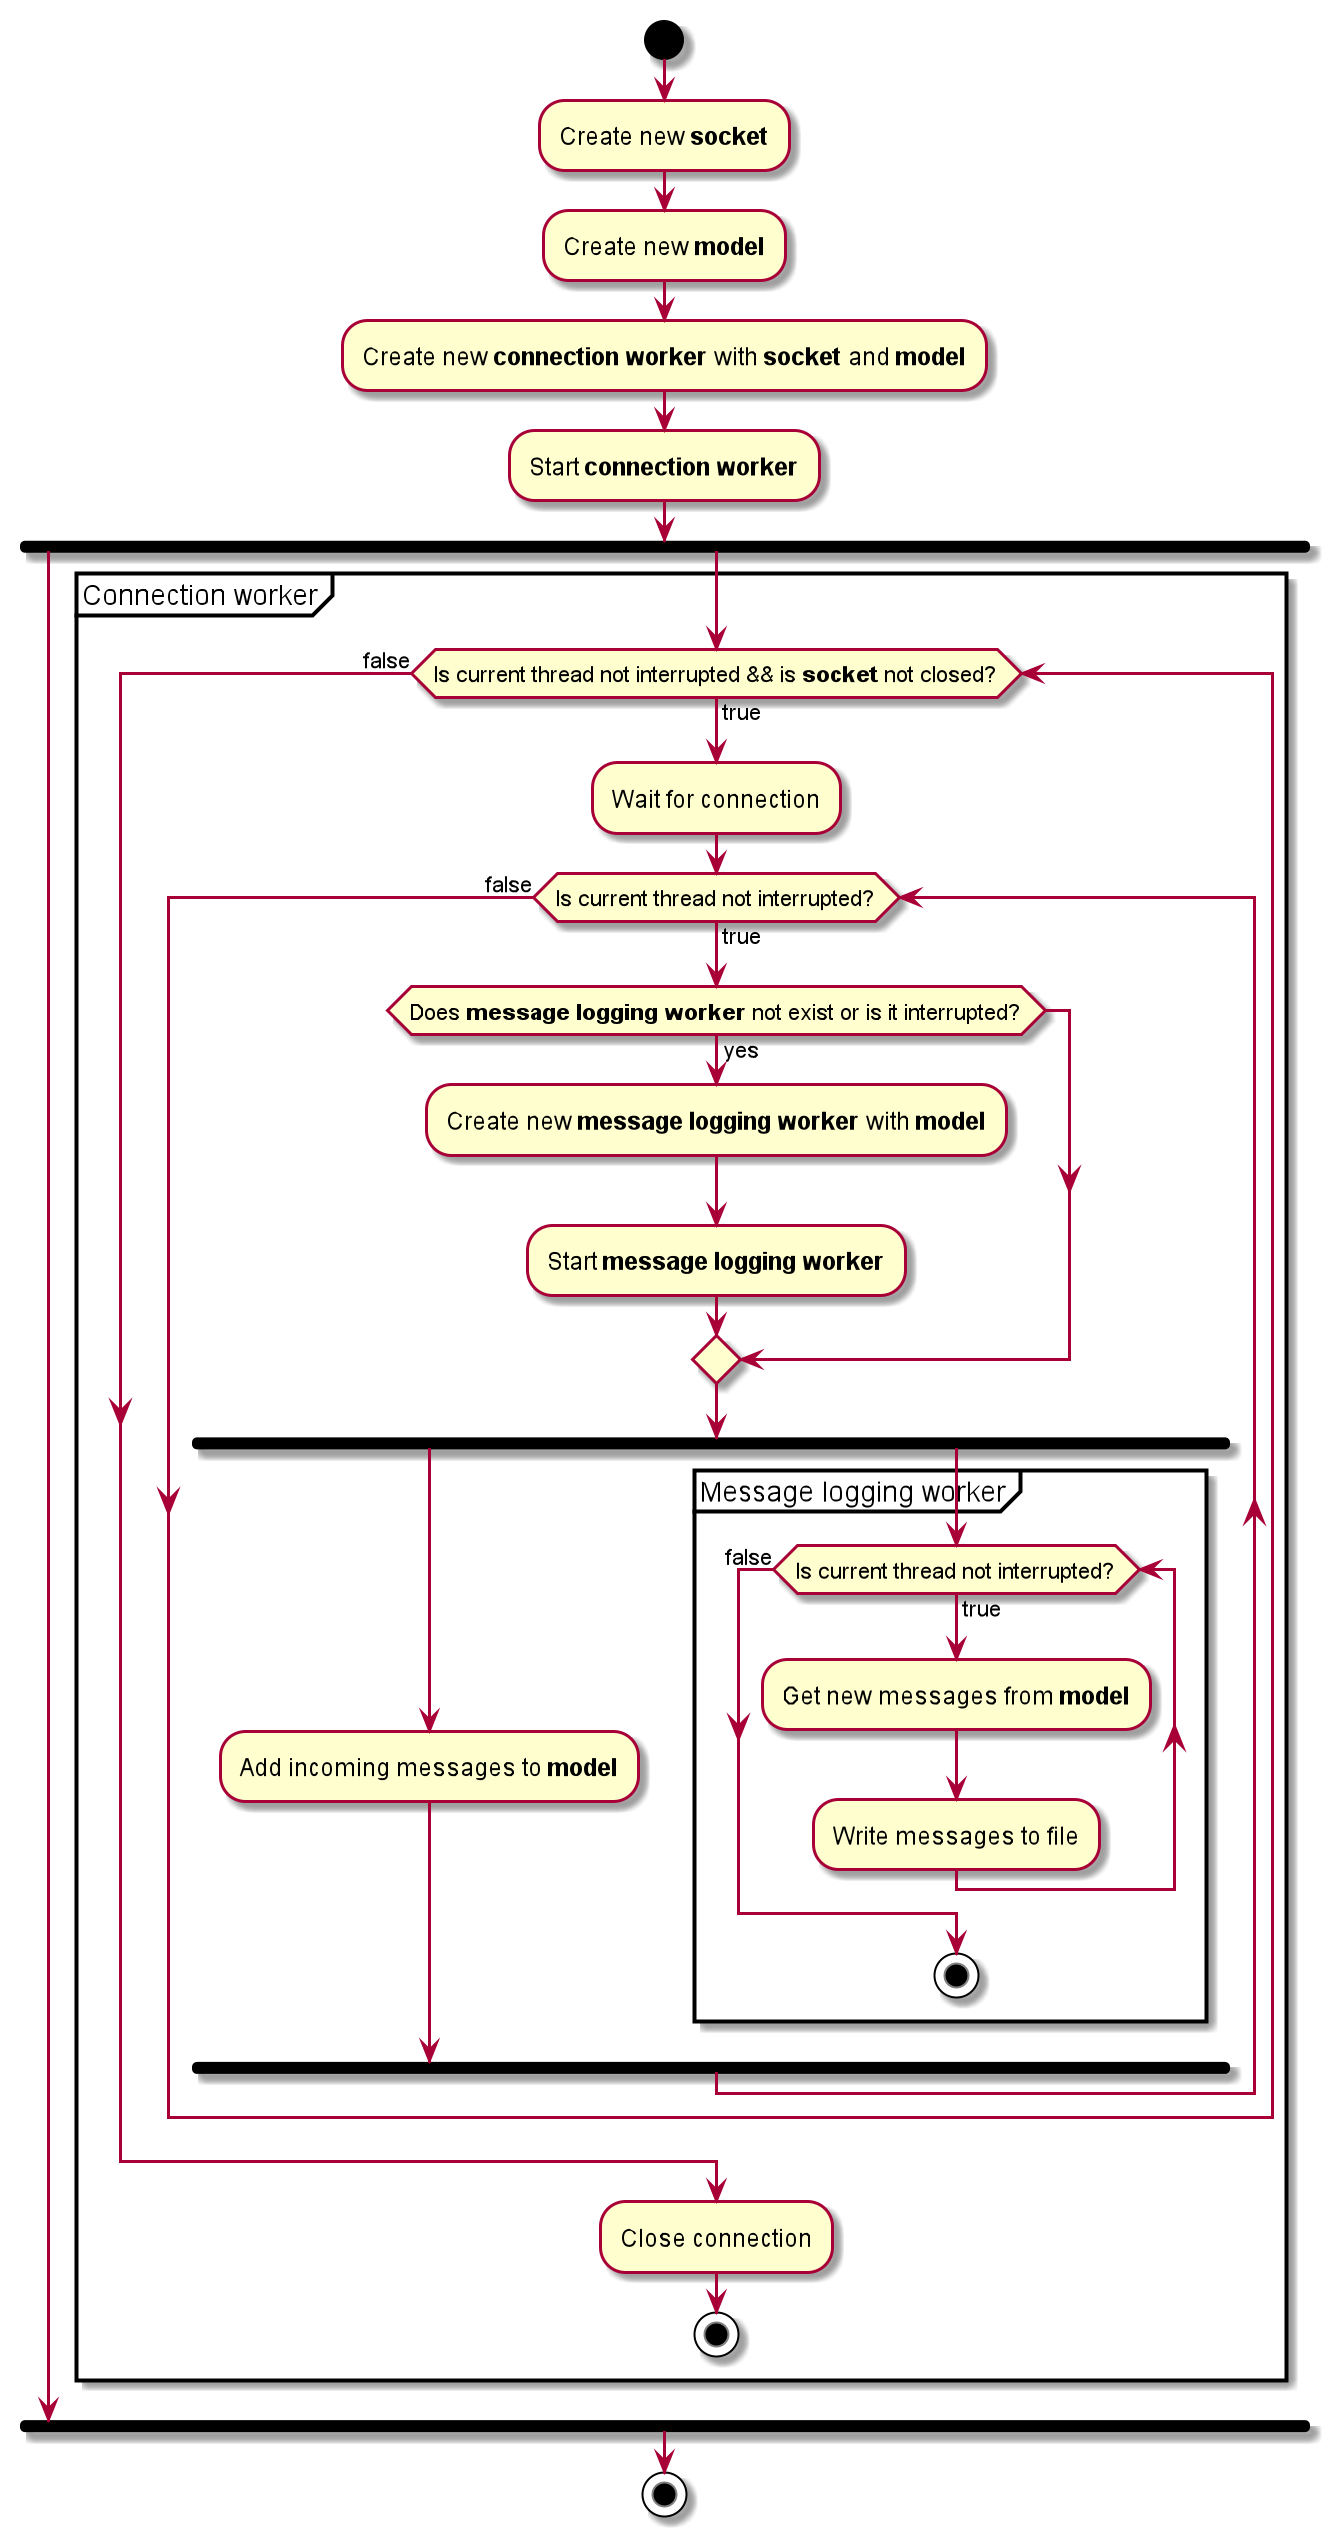 Create new socket
Create new model
Create new connection worker with socket and model
Start connection worker
Connection worker
false
Is current thread not interrupted && is socket not closed?
true
Wait for connection
false
Is current thread not interrupted?
true
Does message logging worker not exist or is it interrupted?
yes
Create new message logging worker with model
Start message logging worker
Message logging worker
false
Is current thread not interrupted?
true
Get new messages from model
Add incoming messages to model
Write messages to file
Close connection